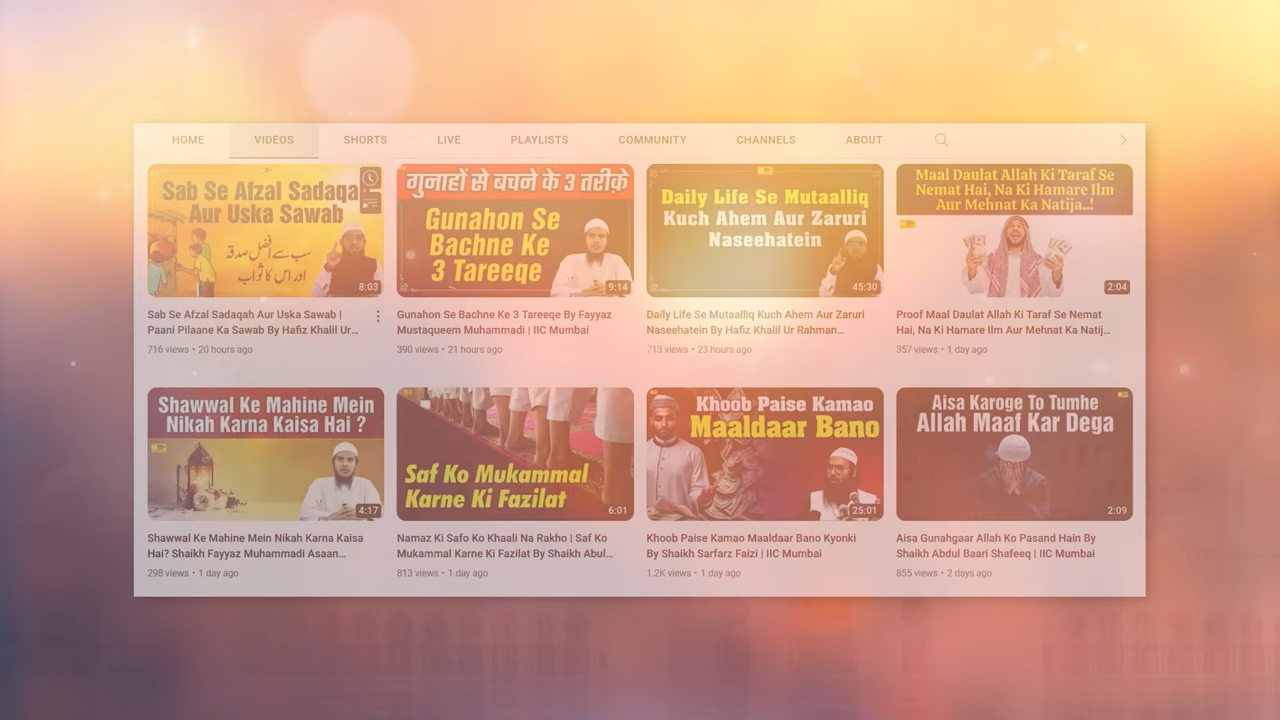 HOME VIDEOS SHORTS LIVE PLAYLISTS COMMUNITY CHANNELS ABOUT
Sab Se Afzal Sadaqa
Aur Uska Sawab
سب سے افضل صدقہ
اور اس کا ثواب
8:03
Sab Se Afzal Sadaqah Aur Uska Sawab |
Paani Pilaane Ka Sawab By Hafiz Khalil Ur...
716 views • 20 hours ago
गुनाहों से बचने के 3 तरीक़े
Gunahon Se
Bachne Ke
3 Tareeqe
9:14
Gunahon Se Bachne Ke 3 Tareeqe By Fayyaz
Mustaqeem Muhammadi | IIC Mumbai
390 views • 21 hours ago
Daily Life Se Mutaalliq
Kuch Ahem Aur Zaruri
Naseehatein
45:30
Daily Life Se Mutaalliq Kuch Ahem Aur Zaruri
Naseehatein By Hafiz Khalil Ur Rahman...
713 views • 23 hours ago
Maal Daulat Allah Ki Taraf Se
Nemat Hai, Na Ki Hamare Ilm
Aur Mehnat Ka Natija..!
2:04
Proof Maal Daulat Allah Ki Taraf Se Nemat
Hai, Na Ki Hamare Ilm Aur Mehnat Ka Natij...
357 views • 1 day ago
Shawwal Ke Mahine Mein
Nikah Karna Kaisa Hai ?
4:17
Shawwal Ke Mahine Mein Nikah Karna Kaisa
Hai? Shaikh Fayyaz Muhammadi Asaan...
298 views • 1 day ago
Saf Ko Mukammal
Karne Ki Fazilat
6:01
Namaz Ki Safo Ko Khaali Na Rakho | Saf Ko
Mukammal Karne Ki Fazilat By Shaikh Abul...
813 views • 1 day ago
Khoob Paise Kamao
Maaldaar Bano
25:01
Khoob Paise Kamao Maaldaar Bano Kyonki
By Shaikh Sarfarz Faizi | IIC Mumbai
1.2K views • 1 day ago
Aisa Karoge To Tumhe
Allah Maaf Kar Dega
2:09
Aisa Gunahgaar Allah Ko Pasand Hain By
Shaikh Abdul Baari Shafeeq | IIC Mumbai
855 views • 2 days ago